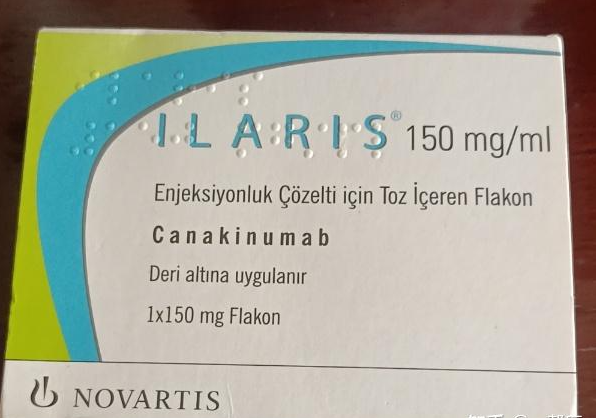 ILARIS® 150 mg/ml
Enjeksiyonluk Çözelti için Toz İçeren Flakon
Canakinumab
Deri altına uygulanır
1x150 mg Flakon
NOVARTIS